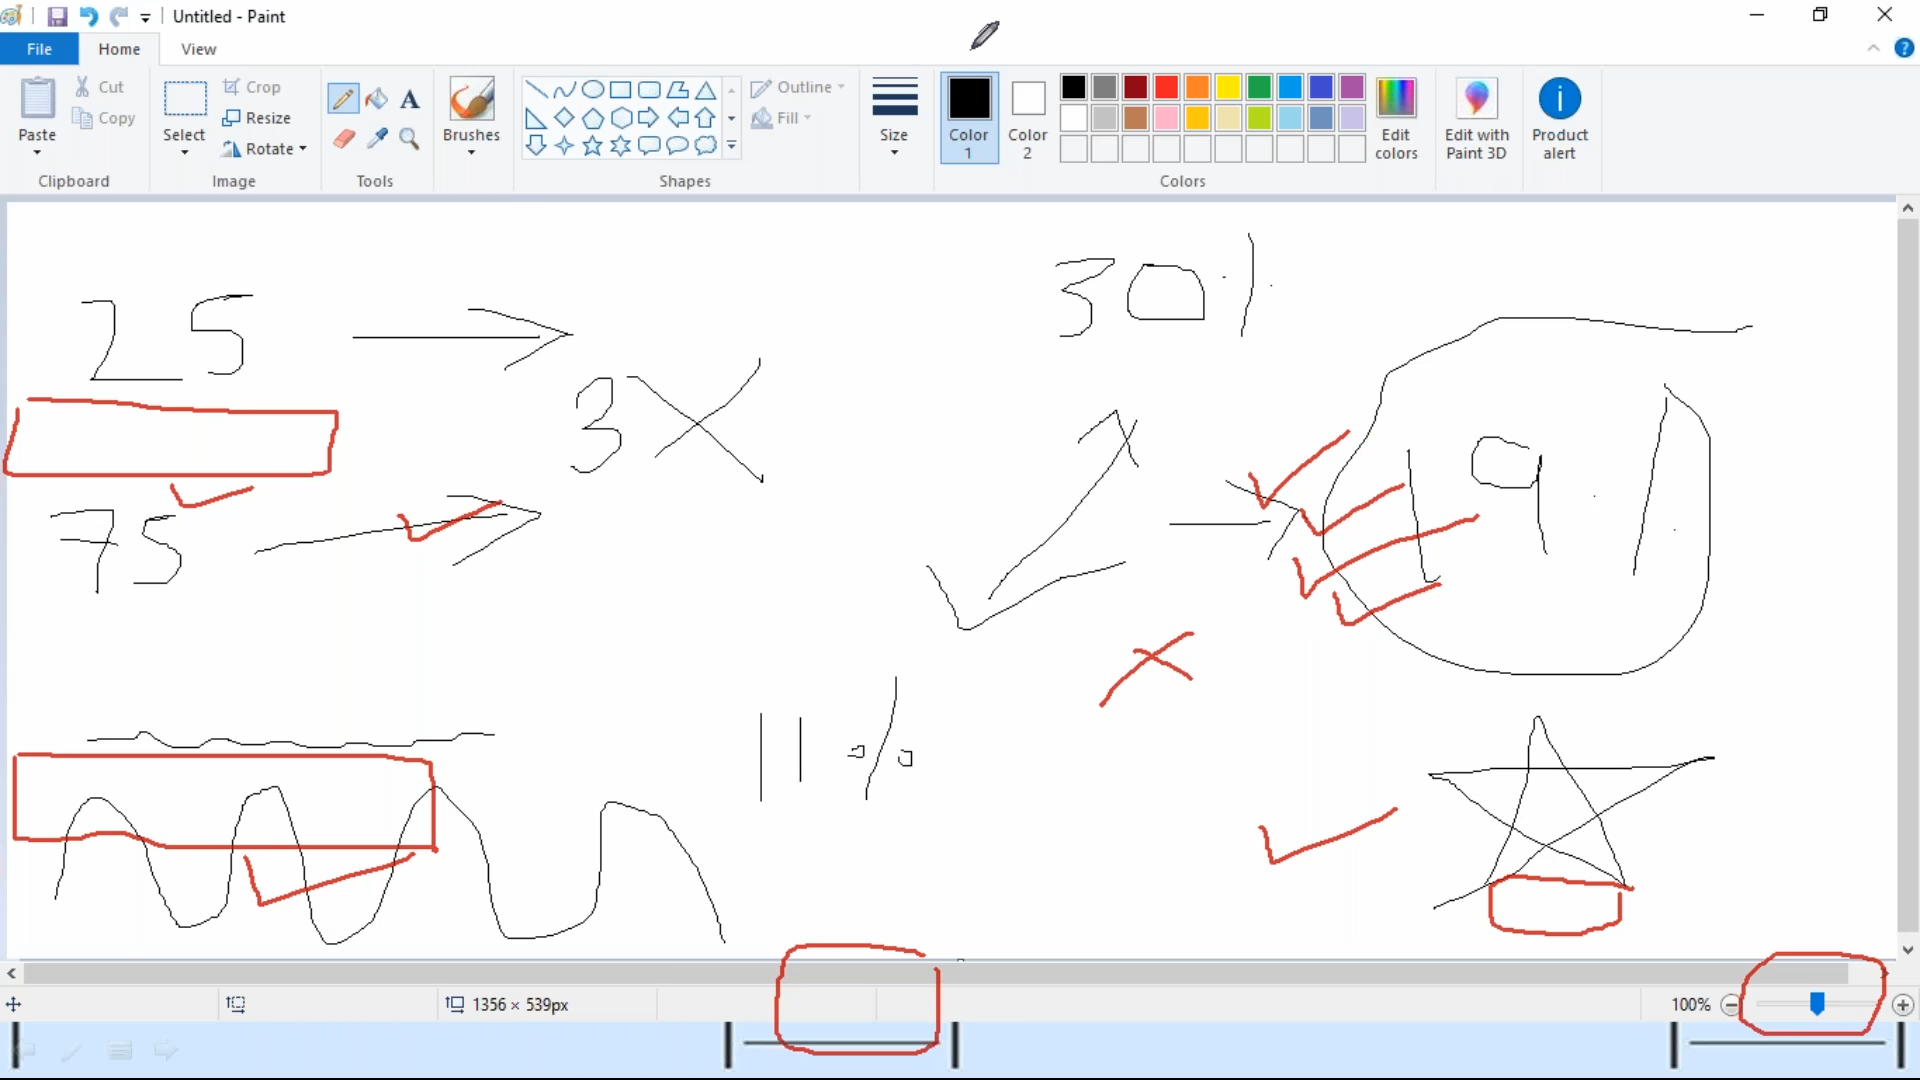 Untitled - Paint
File Home View
Paste Cut Copy Select Crop Resize Rotate A Brushes Outline Fill Size Color 1 Color 2 Edit colors Edit with Paint 3D Product alert
Clipboard Image Tools Shapes Colors
30%
25
3X
191
75
11%
1356 × 539px 100%